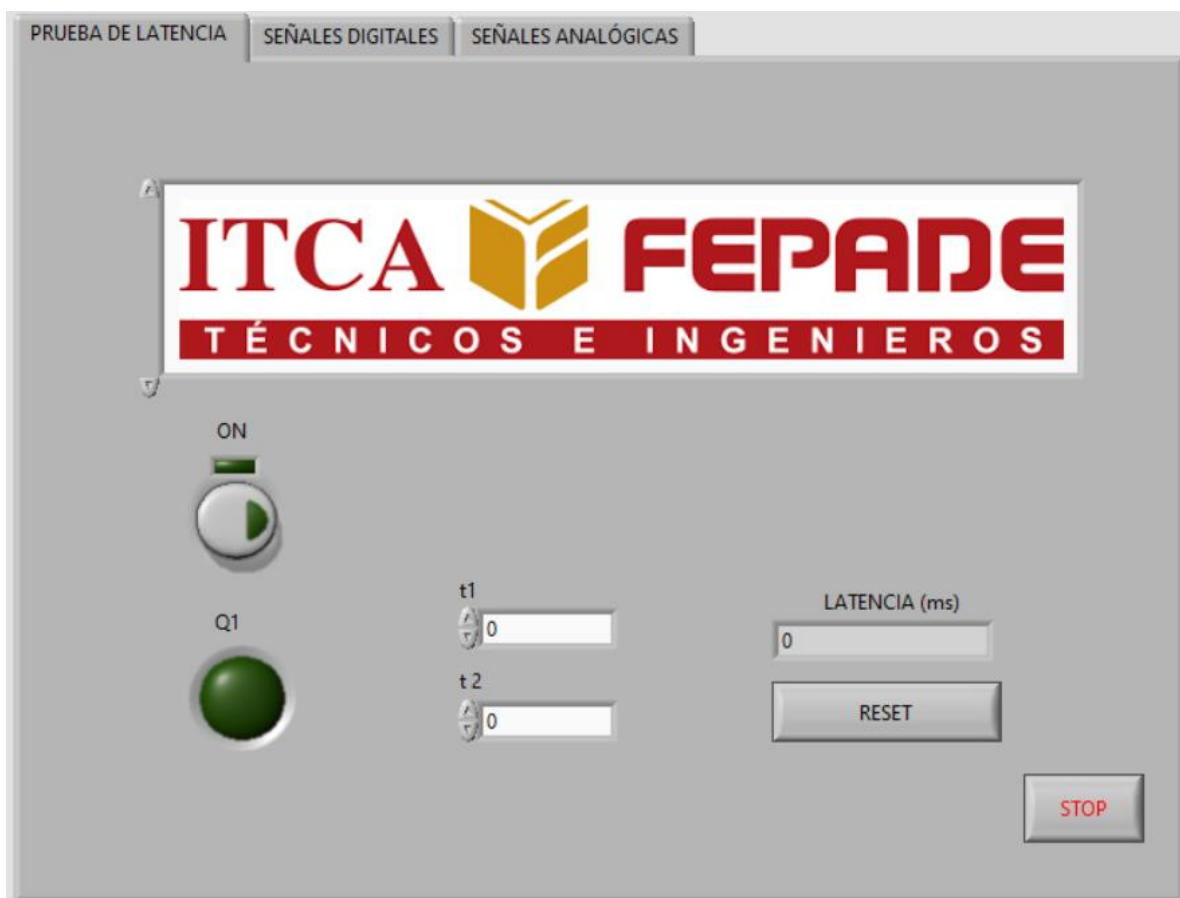 PRUEBA DE LATENCIA
SEÑALES DIGITALES
SEÑALES ANALÓGICAS
ITCA FEPADE
TÉCNICOS E INGENIEROS
ON
Q1
t1
0
t 2
0
LATENCIA (ms)
0
RESET
STOP